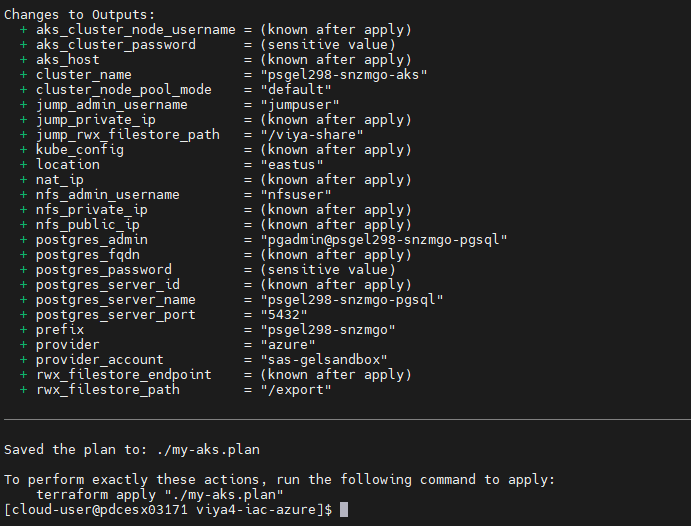 Changes to Outputs:
  + aks_cluster_node_username = (known after apply)
  + aks_cluster_password      = (sensitive value)
  + aks_host                  = (known after apply)
  + cluster_name              = "psgel298-snzmgo-aks"
  + cluster_node_pool_mode    = "default"
  + jump_admin_username       = "jumpuser"
  + jump_private_ip           = (known after apply)
  + jump_rwx_filestore_path   = "/viya-share"
  + kube_config               = (known after apply)
  + location                  = "eastus"
  + nat_ip                    = (known after apply)
  + nfs_admin_username        = "nfsuser"
  + nfs_private_ip            = (known after apply)
  + nfs_public_ip             = (known after apply)
  + postgres_admin            = "pgadmin@psgel298-snzmgo-pgsql"
  + postgres_fqdn             = (known after apply)
  + postgres_password         = (sensitive value)
  + postgres_server_id        = (known after apply)
  + postgres_server_name      = "psgel298-snzmgo-pgsql"
  + postgres_server_port      = "5432"
  + prefix                    = "psgel298-snzmgo"
  + provider                  = "azure"
  + provider_account          = "sas-gelsandbox"
  + rwx_filestore_endpoint    = (known after apply)
  + rwx_filestore_path        = "/export"
Saved the plan to: ./my-aks.plan
To perform exactly these actions, run the following command to apply:
    terraform apply "./my-aks.plan"
[cloud-user@pdcesx03171 viya4-iac-azure]$